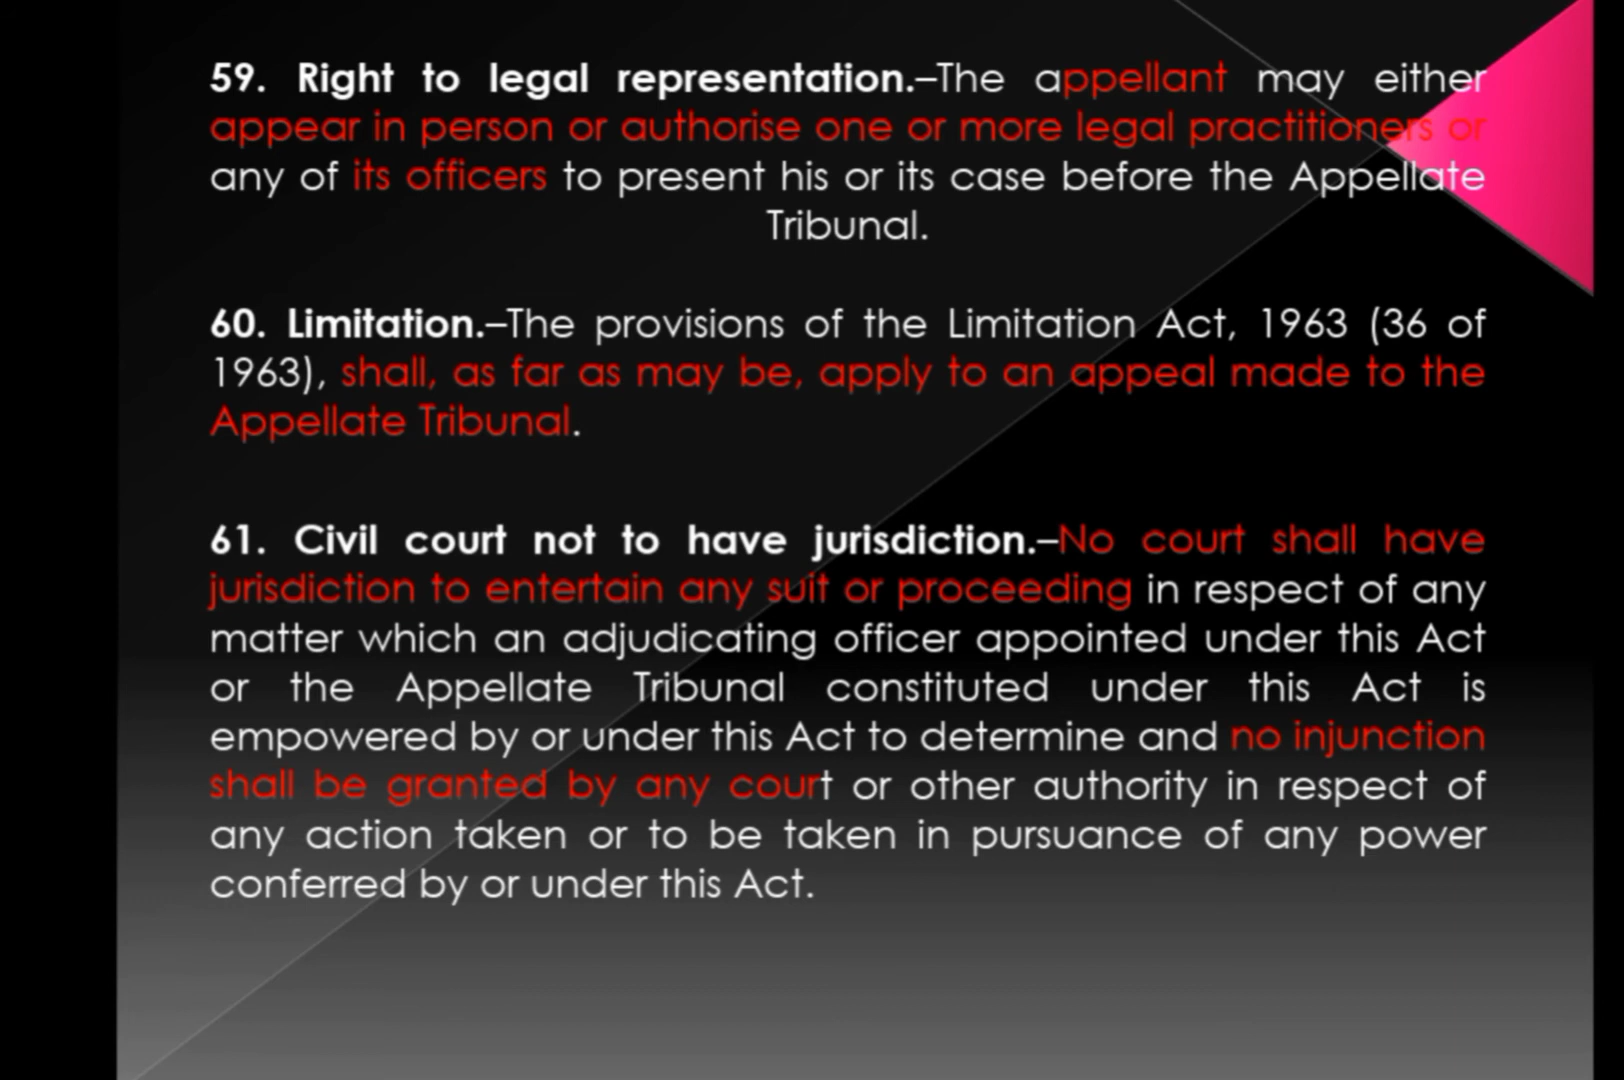 59. Right to legal representation.–The appellant may either
appear in person or authorise one or more legal practitioners or
any of its officers to present his or its case before the Appellate
Tribunal.
60. Limitation.–The provisions of the Limitation Act, 1963 (36 of
1963), shall, as far as may be, apply to an appeal made to the
Appellate Tribunal.
61. Civil court not to have jurisdiction.–No court shall have
jurisdiction to entertain any suit or proceeding in respect of any
matter which an adjudicating officer appointed under this Act
or the Appellate Tribunal constituted under this Act is
empowered by or under this Act to determine and no injunction
shall be granted by any court or other authority in respect of
any action taken or to be taken in pursuance of any power
conferred by or under this Act.